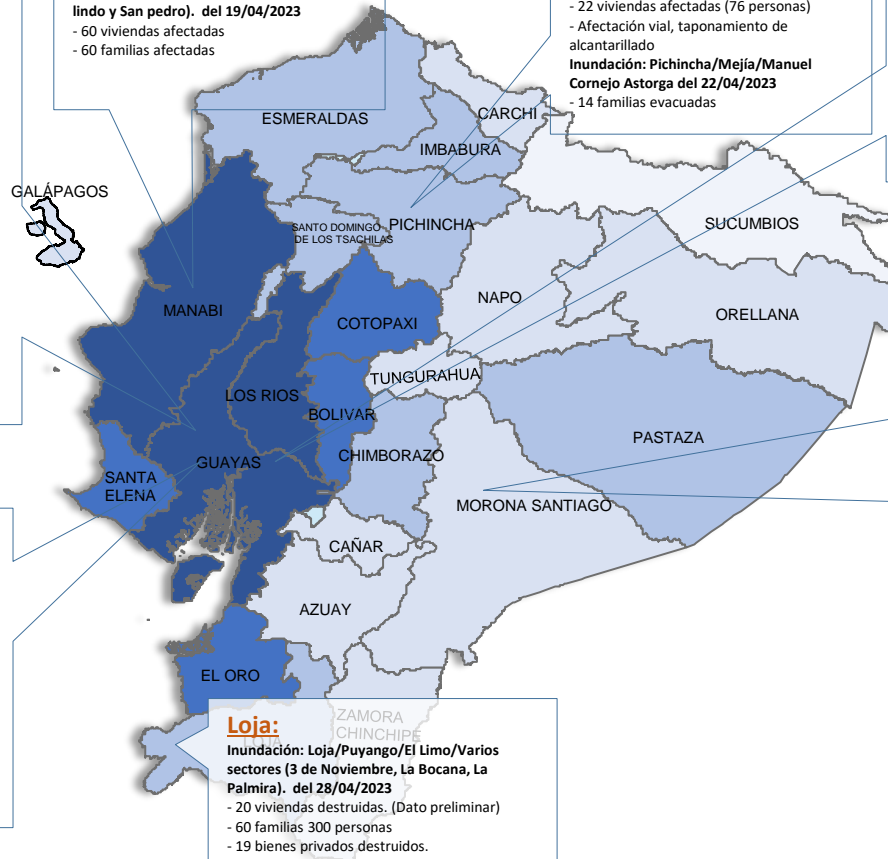 lindo y San pedro).  del 19/04/2023
- 60 viviendas afectadas
- 60 familias afectadas
- 22 viviendas afectadas (76 personas)
- Afectación vial, taponamiento de
alcantarillado
Inundación: Pichincha/Mejía/Manuel
Cornejo Astorga del 22/04/2023
- 14 familias evacuadas
ESMERALDAS
CARCHI
IMBABURA
GALÁPAGOS
SANTO DOMINGO
DE LOS TSACHILAS
PICHINCHA
SUCUMBIOS
MANABI
NAPO
COTOPAXI
ORELLANA
TUNGURAHUA
LOS RIOS
BOLIVAR
PASTAZA
GUAYAS
CHIMBORAZO
SANTA
ELENA
MORONA SANTIAGO
CAÑAR
AZUAY
EL ORO
ZAMORA
CHINCHIPE
LOJA
Loja:
Inundación: Loja/Puyango/El Limo/Varios
sectores (3 de Noviembre, La Bocana, La
Palmira).  del 28/04/2023
- 20 viviendas destruidas. (Dato preliminar)
- 60 familias 300 personas
- 19 bienes privados destruidos.